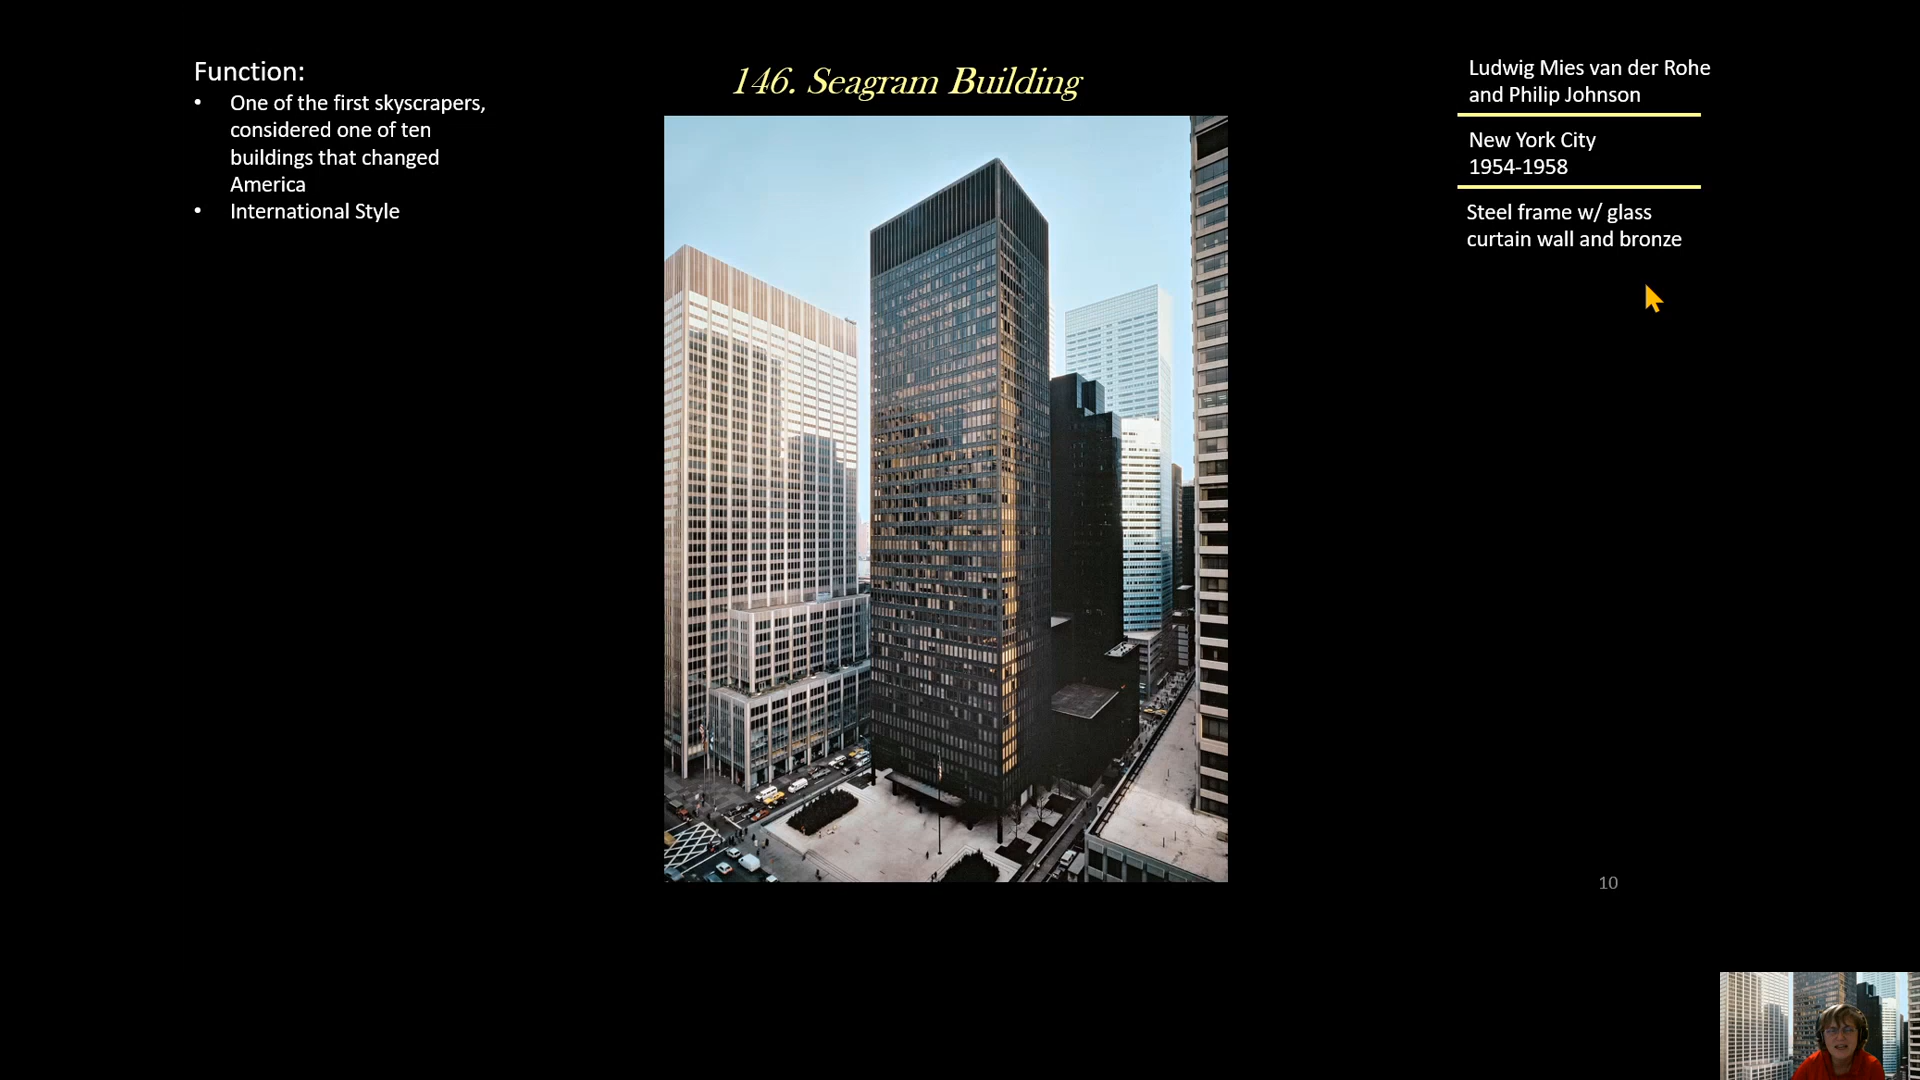 Function:
• One of the first skyscrapers,
considered one of ten
buildings that changed
America
• International Style
146. Seagram Building
Ludwig Mies van der Rohe
and Philip Johnson
New York City
1954-1958
Steel frame w/ glass
curtain wall and bronze
10